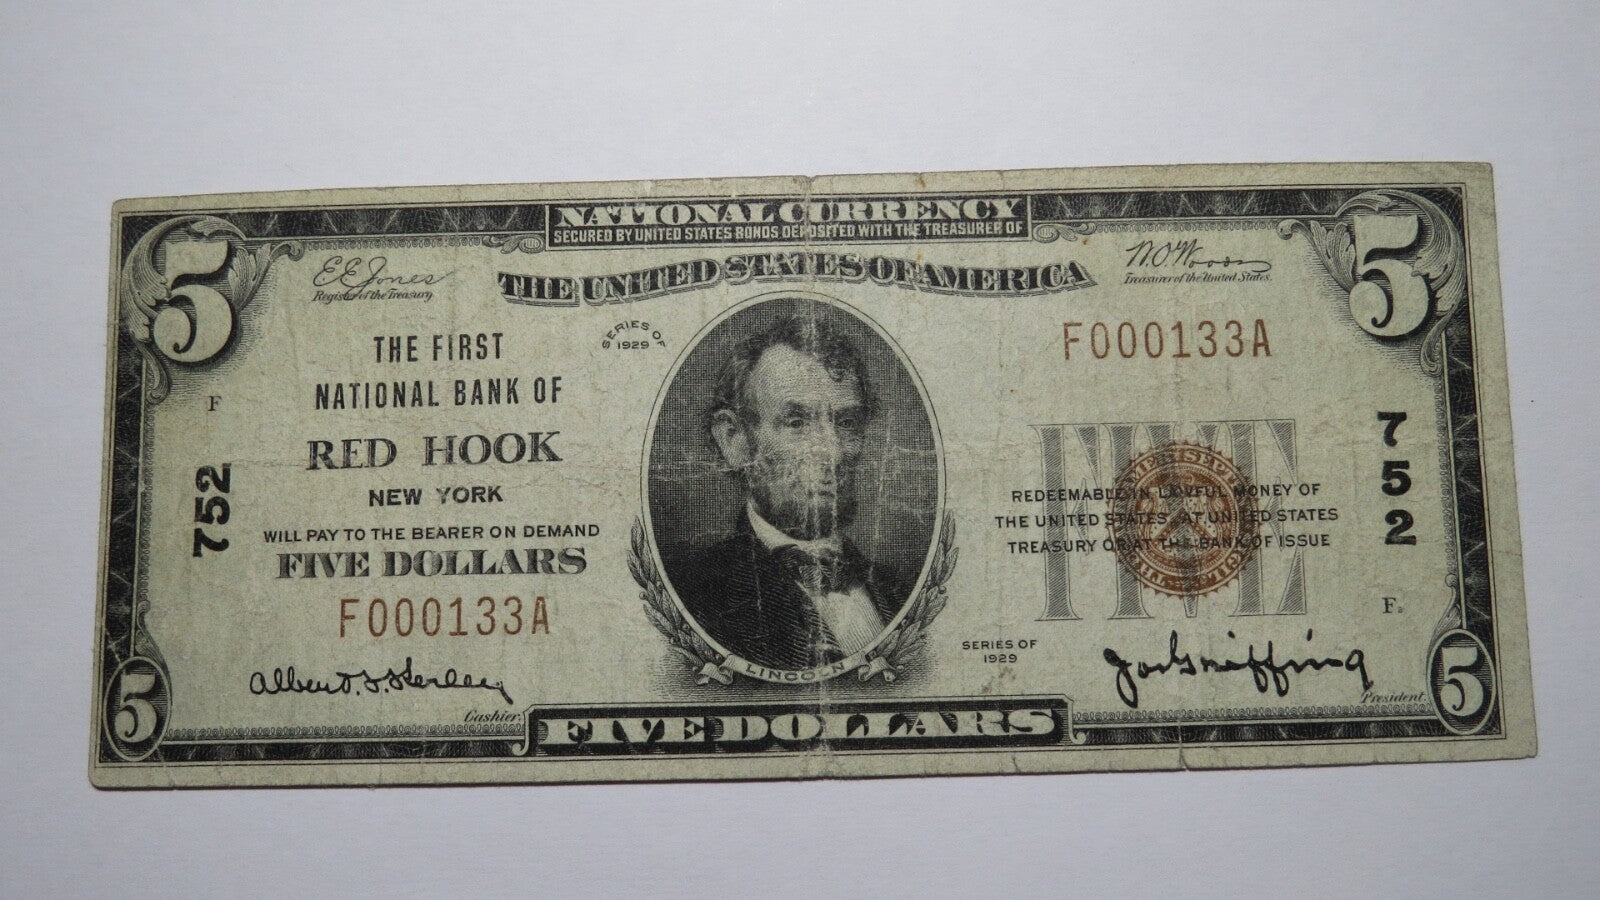 NATIONAL CURRENCY
SECURED BY UNITED STATES BONDS DEPOSITED WITH THE TREASURER OF
THE UNITED STATES OF AMERICA
5
5
E E Jones
Register of the Treasury
W.O. Woods
Treasurer of the United States.
THE FIRST
NATIONAL BANK OF
RED HOOK
NEW YORK
WILL PAY TO THE BEARER ON DEMAND
FIVE DOLLARS
F000133A
SERIES OF
1929
F000133A
F
752
752
FIVE
REDEEMABLE IN LAWFUL MONEY OF
THE UNITED STATES AT UNITED STATES
TREASURY OR AT THE BANK OF ISSUE
F
SERIES OF
1929
LINCOLN
Cashier.
President.
5
FIVE DOLLARS
5